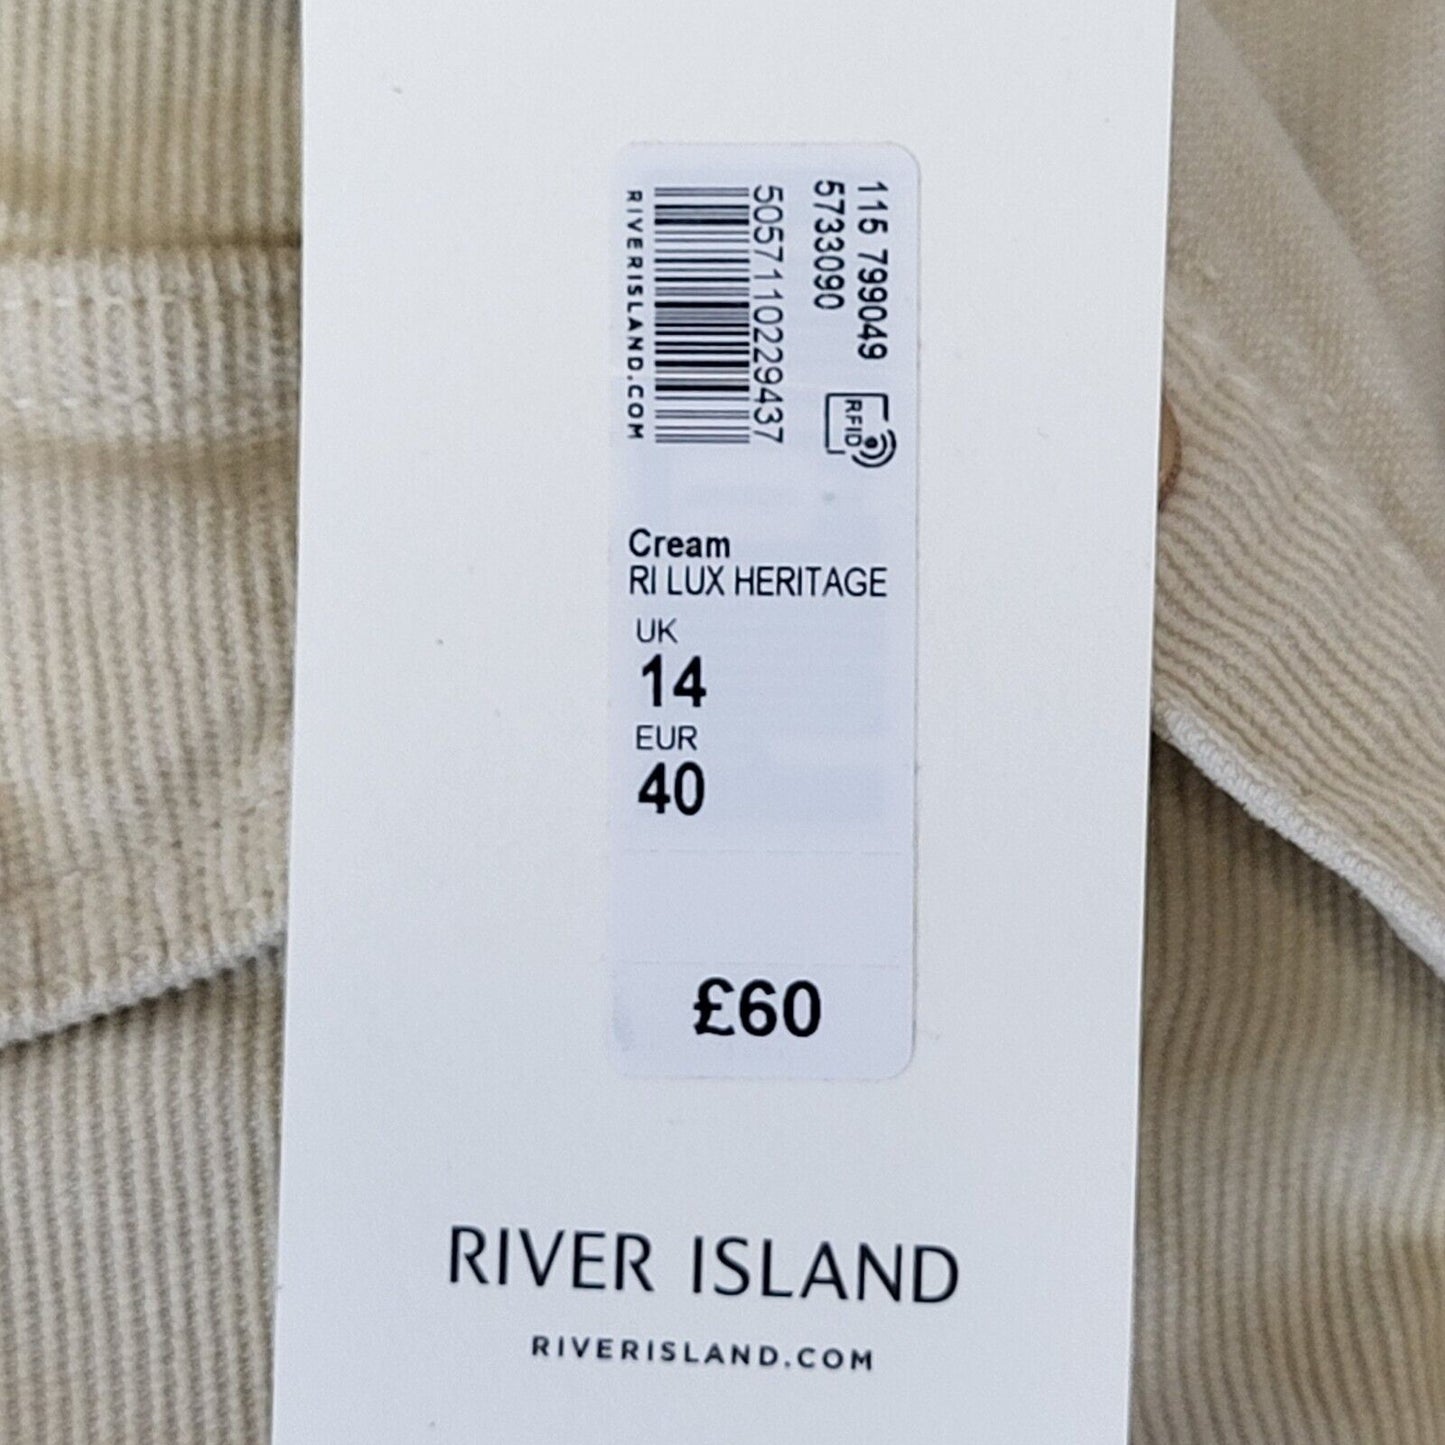 115 799049
5733090
RFID
5057110229437
RIVERISLAND.COM
Cream
RI LUX HERITAGE
UK
14
EUR
40
£60
RIVER ISLAND
RIVERISLAND.COM